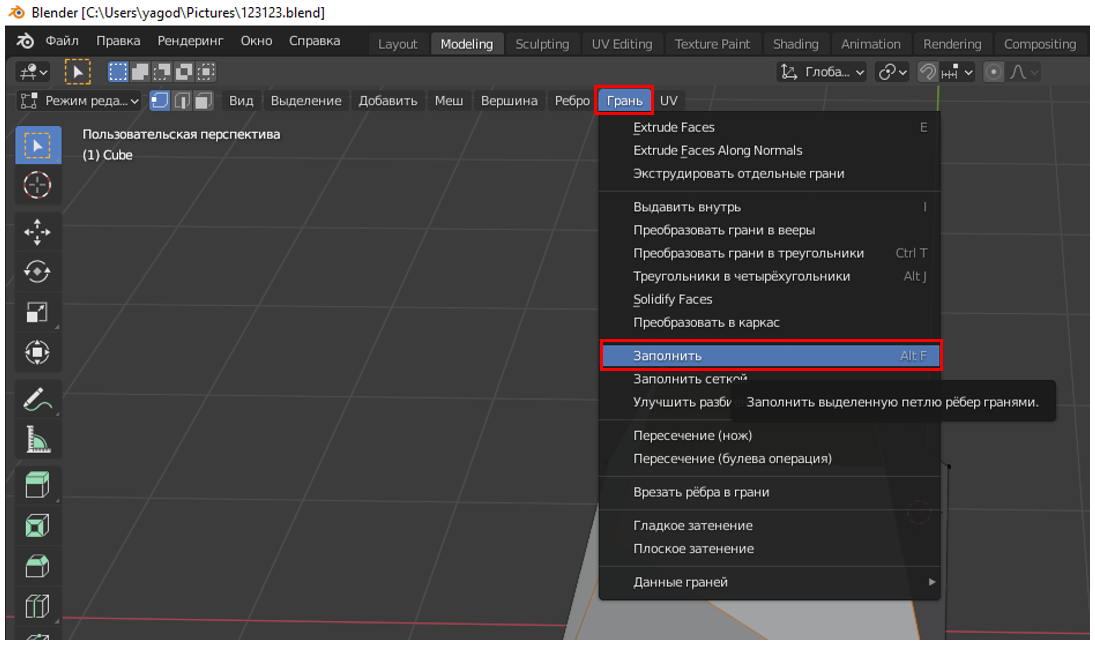 Blender [C:\Users\yagod\Pictures\123123.blend]
Файл Правка Рендеринг Окно Справка Layout Modeling Sculpting UV Editing Texture Paint Shading Animation Rendering Compositing
Глоба...
Режим реда... Вид Выделение Добавить Меш Вершина Ребро Грань UV
Пользовательская перспектива
(1) Cube
Extrude Faces E
Extrude Faces Along Normals
Экструдировать отдельные грани
Выдавить внутрь I
Преобразовать грани в вееры
Преобразовать грани в треугольники Ctrl T
Треугольники в четырёхугольники Alt J
Solidify Faces
Преобразовать в каркас
Заполнить Alt F
Заполнить сеткой
Улучшить разби
Заполнить выделенную петлю рёбер гранями.
Пересечение (нож)
Пересечение (булева операция)
Врезать рёбра в грани
Гладкое затенение
Плоское затенение
Данные граней